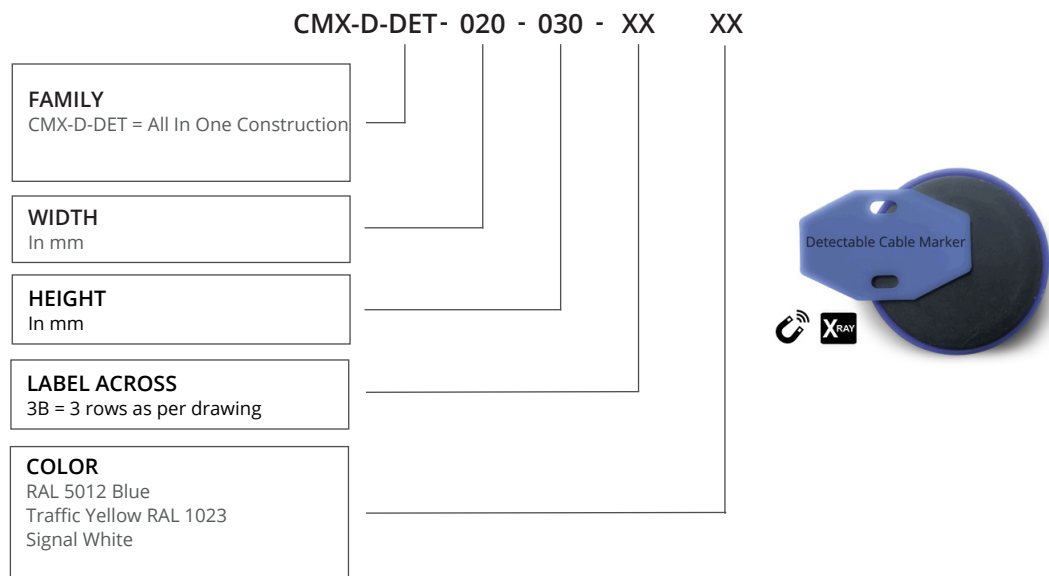 CMX-D-DET- 020 - 030 - XX XX
FAMILY
CMX-D-DET = All In One Construction
WIDTH
In mm
HEIGHT
In mm
LABEL ACROSS
3B = 3 rows as per drawing
COLOR
RAL 5012 Blue
Traffic Yellow RAL 1023
Signal White
Detectable Cable Marker
XRAY